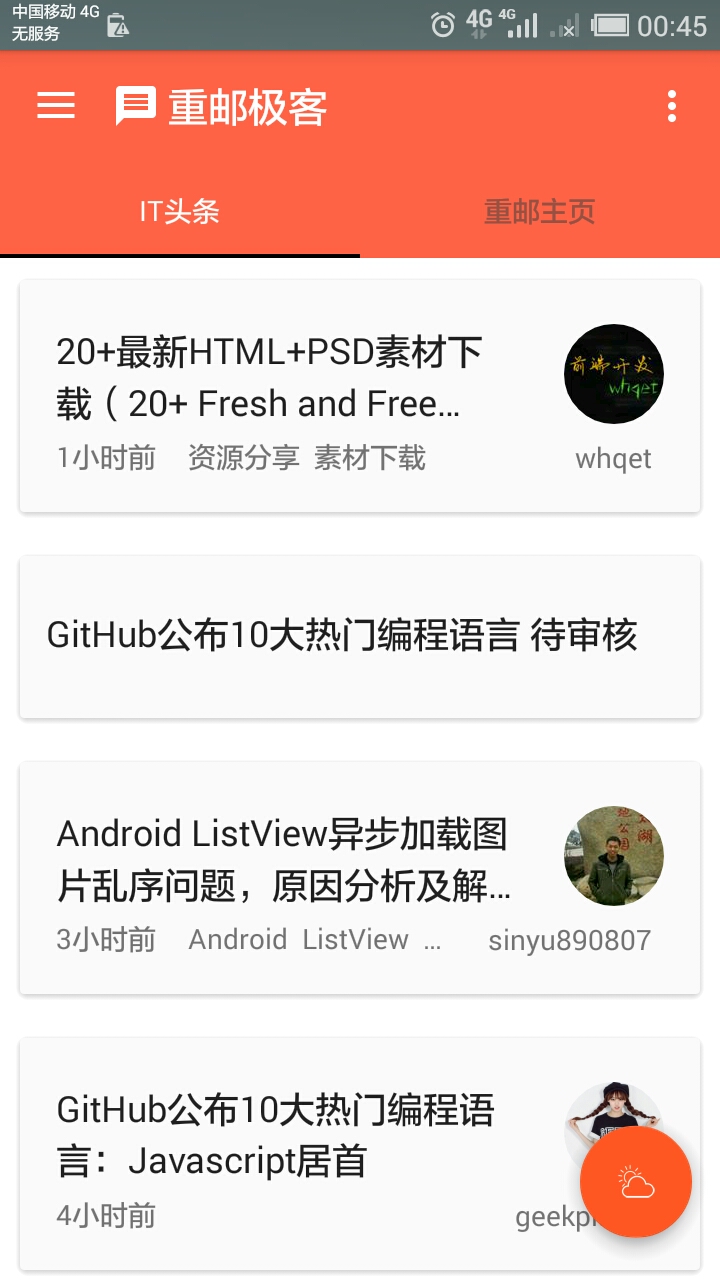 中国移动 4G
无服务
4G 4G 00:45
重邮极客
IT头条 重邮主页
20+最新HTML+PSD素材下
载（20+ Fresh and Free...
1小时前 资源分享 素材下载 whqet
前端开发
whqet
GitHub公布10大热门编程语言 待审核
Android ListView异步加载图
片乱序问题，原因分析及解...
3小时前 Android ListView ... sinyu890807
GitHub公布10大热门编程语
言：Javascript居首
4小时前